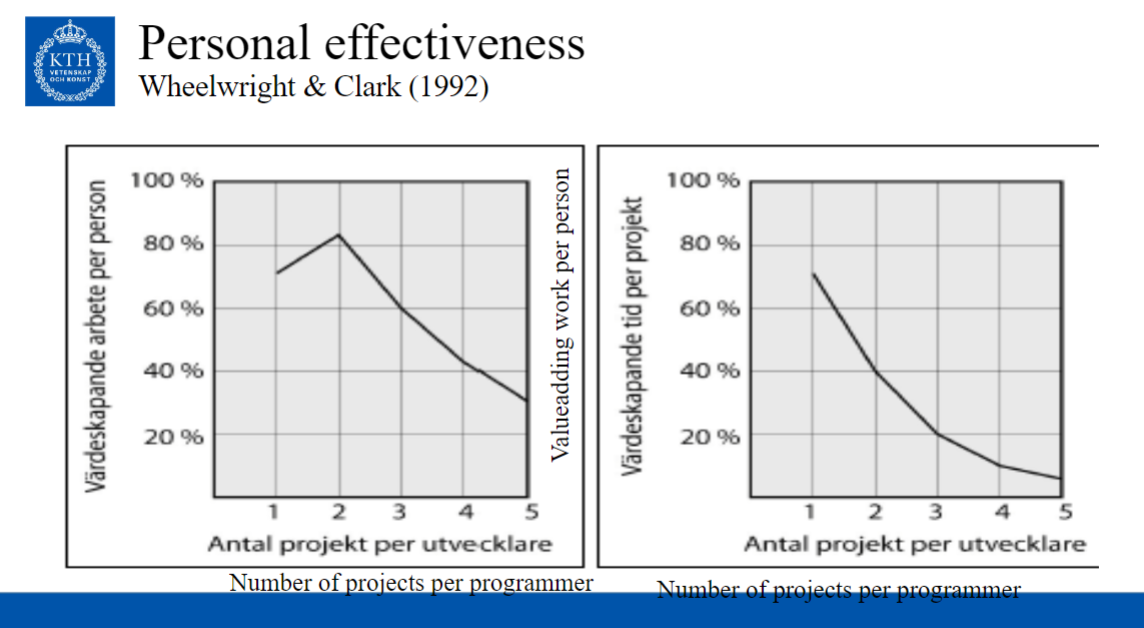 KTH
VETENSKAP
OCH KONST
Personal effectiveness
Wheelwright & Clark (1992)
Värdeskapande arbete per person
100 %
80 %
60 %
40 %
20 %
1 2 3 4 5
Antal projekt per utvecklare
Number of projects per programmer
Valueadding work per person
Värdeskapande tid per projekt
100 %
80 %
60 %
40 %
20 %
1 2 3 4 5
Antal projekt per utvecklare
Number of projects per programmer